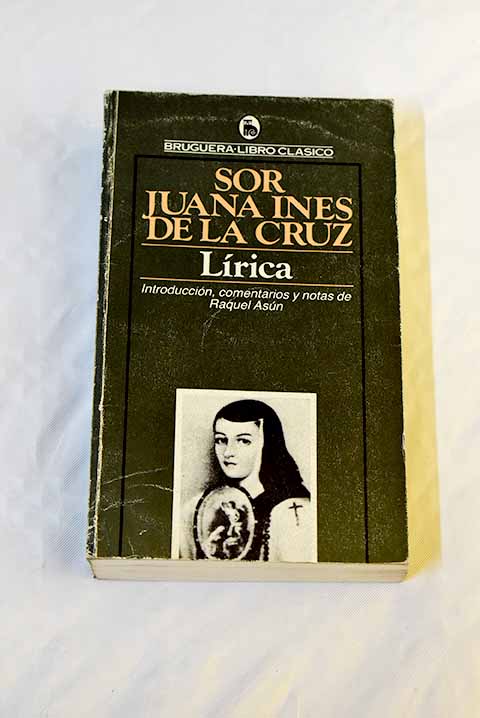 BRUGUERA·LIBRO CLASICO
SOR
JUANA INES
DE LA CRUZ
Lírica
Introducción, comentarios y notas de
Raquel Asún